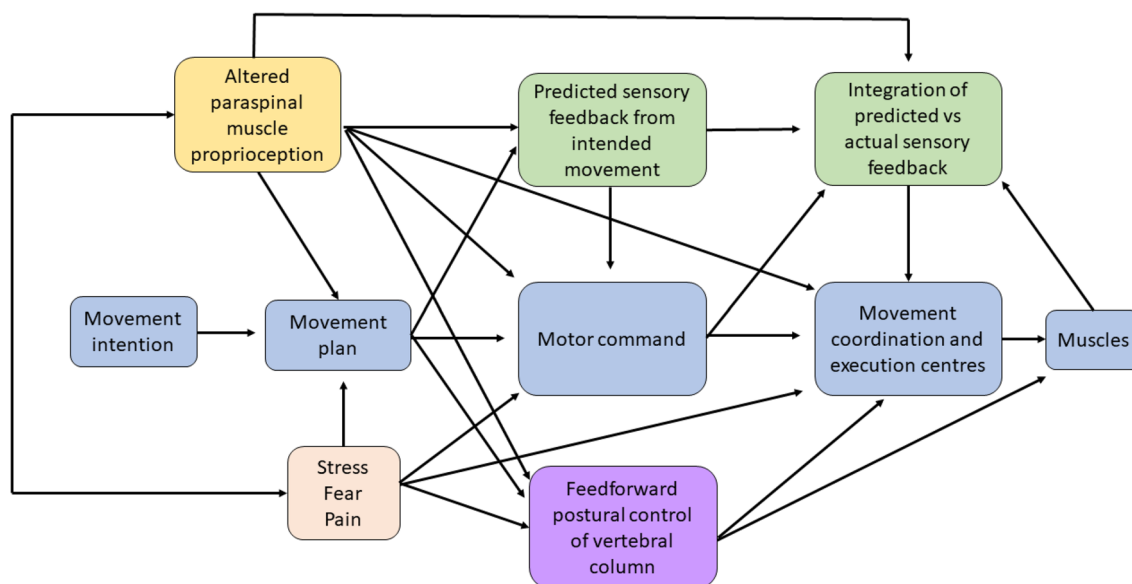 Altered
paraspinal
muscle
proprioception
Predicted sensory
feedback from
intended
movement
Integration of
predicted vs
actual sensory
feedback
Movement
intention
Movement
plan
Motor command
Movement
coordination and
execution centres
Muscles
Stress
Fear
Pain
Feedforward
postural control
of vertebral
column